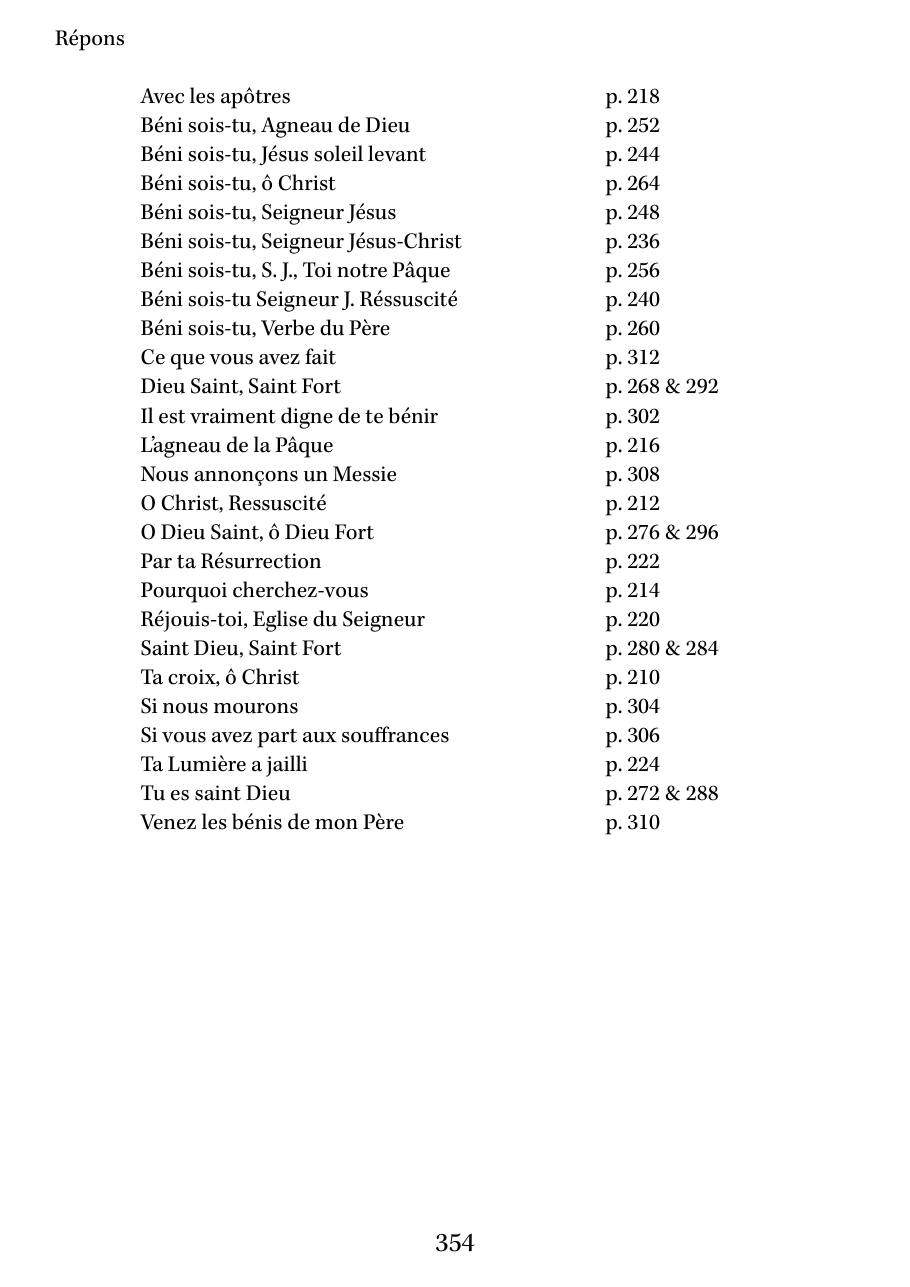 Répons
Avec les apôtres p. 218
Béni sois-tu, Agneau de Dieu p. 252
Béni sois-tu, Jésus soleil levant p. 244
Béni sois-tu, ô Christ p. 264
Béni sois-tu, Seigneur Jésus p. 248
Béni sois-tu, Seigneur Jésus-Christ p. 236
Béni sois-tu, S. J., Toi notre Pâque p. 256
Béni sois-tu Seigneur J. Réssuscité p. 240
Béni sois-tu, Verbe du Père p. 260
Ce que vous avez fait p. 312
Dieu Saint, Saint Fort p. 268 & 292
Il est vraiment digne de te bénir p. 302
L’agneau de la Pâque p. 216
Nous annonçons un Messie p. 308
O Christ, Ressuscité p. 212
O Dieu Saint, ô Dieu Fort p. 276 & 296
Par ta Résurrection p. 222
Pourquoi cherchez-vous p. 214
Réjouis-toi, Eglise du Seigneur p. 220
Saint Dieu, Saint Fort p. 280 & 284
Ta croix, ô Christ p. 210
Si nous mourons p. 304
Si vous avez part aux souffrances p. 306
Ta Lumière a jailli p. 224
Tu es saint Dieu p. 272 & 288
Venez les bénis de mon Père p. 310
354